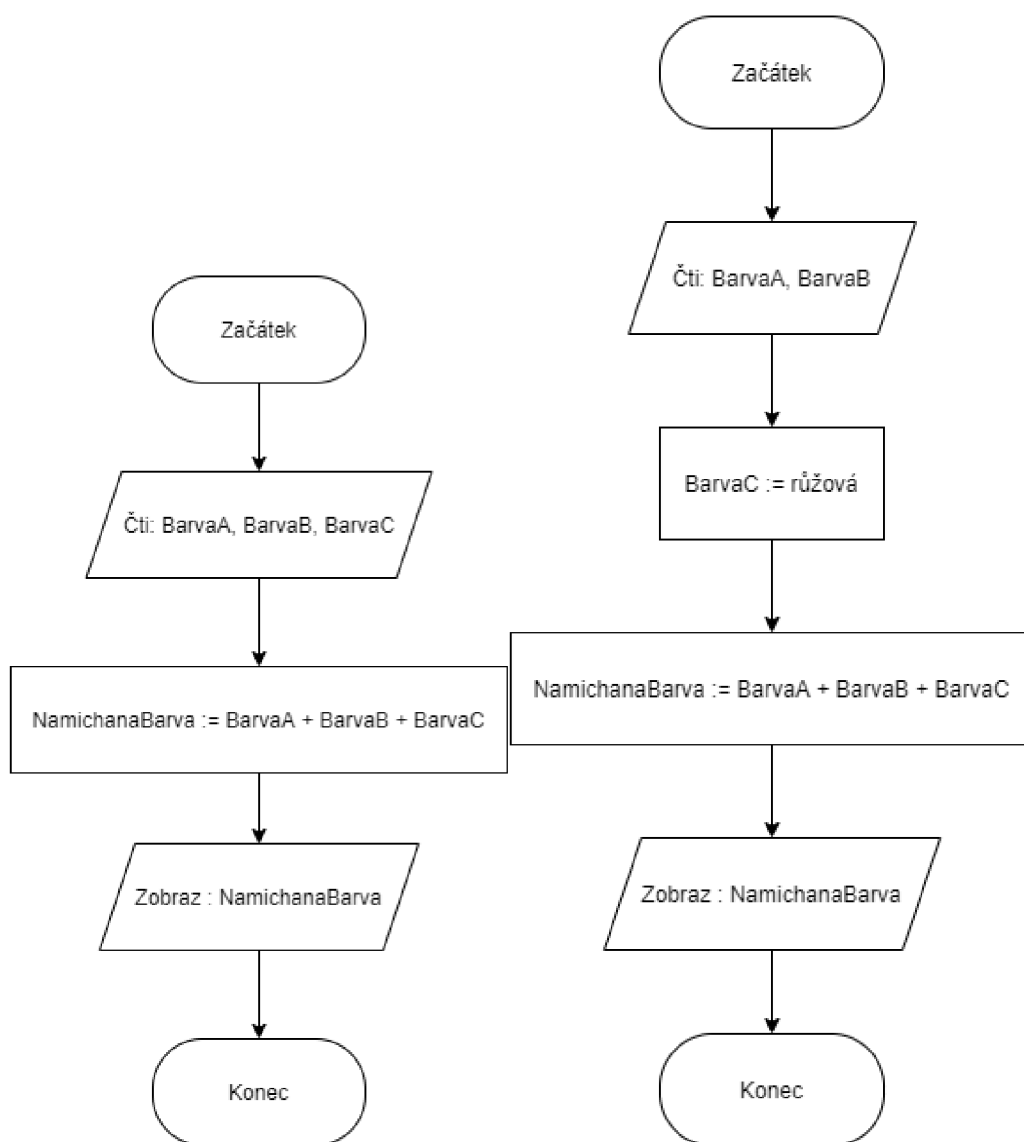 Začátek
Čti: BarvaA, BarvaB, BarvaC
NamichanaBarva := BarvaA + BarvaB + BarvaC
Zobraz : NamichanaBarva
Konec
Začátek
Čti: BarvaA, BarvaB
BarvaC := růžová
NamichanaBarva := BarvaA + BarvaB + BarvaC
Zobraz : NamichanaBarva
Konec